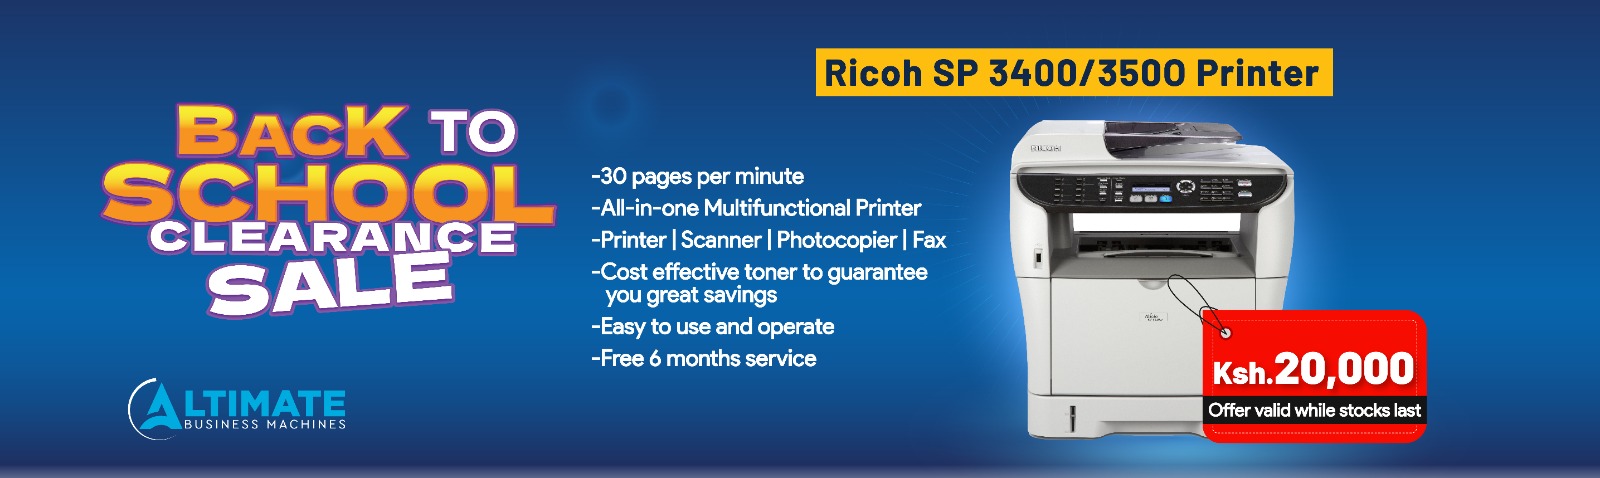 BACK TO
SCHOOL
CLEARANCE
SALE
ALTIMATE
BUSINESS MACHINES
Ricoh SP 3400/3500 Printer
-30 pages per minute
-All-in-one Multifunctional Printer
-Printer | Scanner | Photocopier | Fax
-Cost effective toner to guarantee
you great savings
-Easy to use and operate
-Free 6 months service
RICOH
Ksh.20,000
Offer valid while stocks last